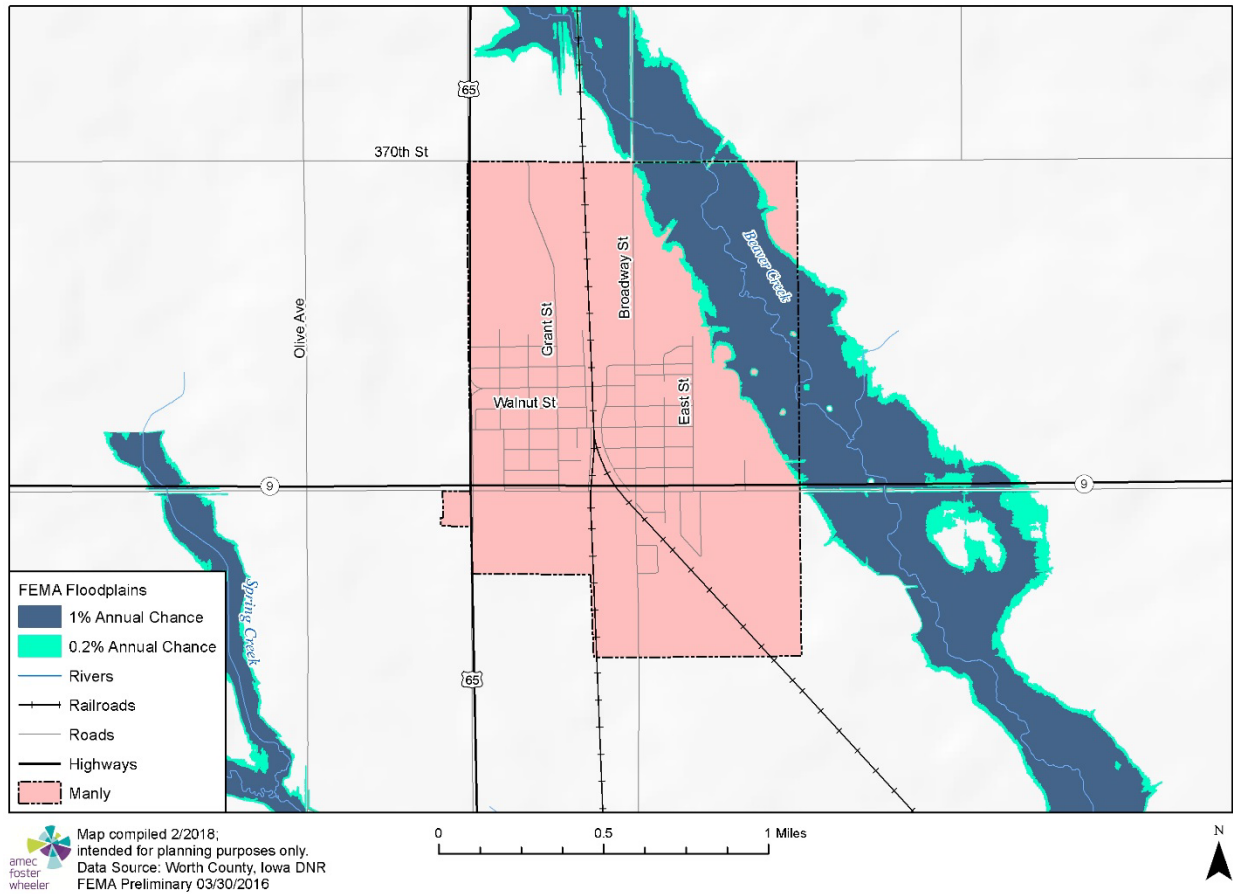 65
370th St
Olive Ave
Grant St
Broadway St
Beaver Creek
Walnut St
East St
9
9
Spring Creek
65
FEMA Floodplains
1% Annual Chance
0.2% Annual Chance
Rivers
Railroads
Roads
Highways
Manly
amec
foster
wheeler
Map compiled 2/2018;
intended for planning purposes only.
Data Source: Worth County, Iowa DNR
FEMA Preliminary 03/30/2016
0 0.5 1 Miles
N